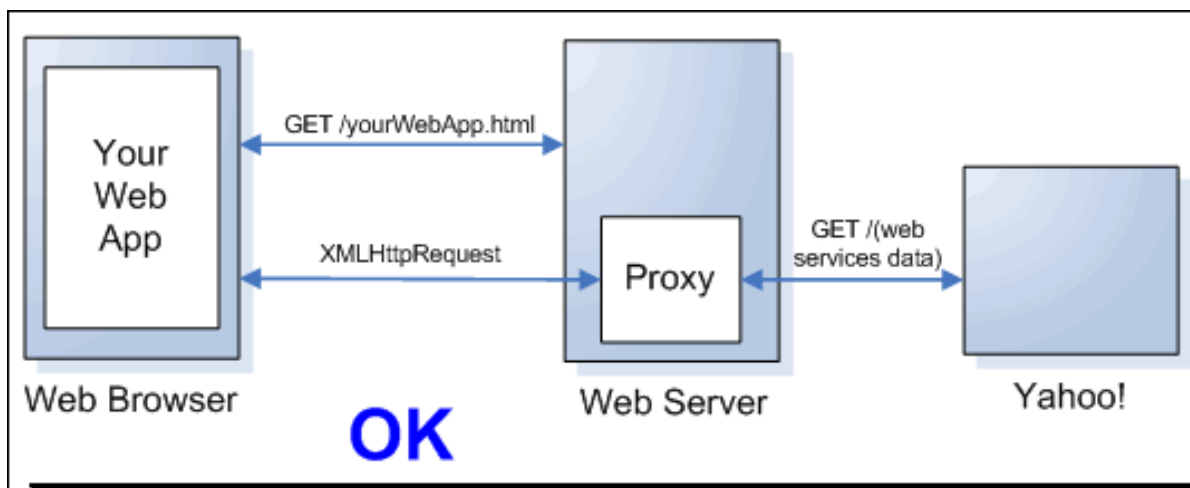 GET /yourWebApp.html
Your
Web
App
XMLHttpRequest
Proxy
GET /(web
services data)
Web Browser
Web Server
Yahoo!
OK